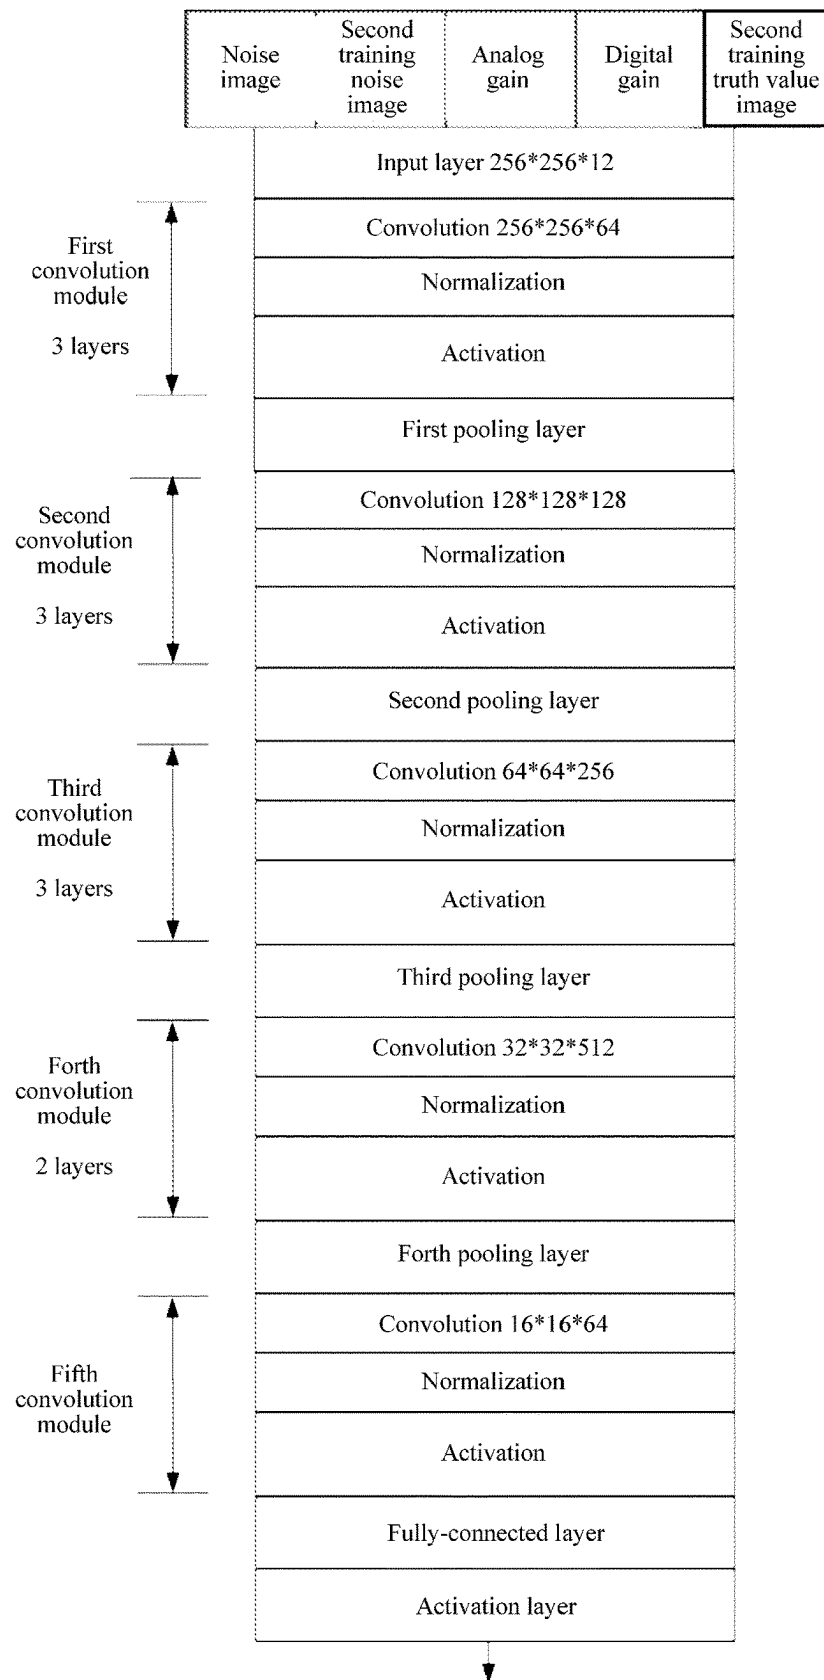 Noise
image
Second
training
noise
image
Analog
gain
Digital
gain
Second
training
truth value
image
Input layer 256*256*12
First
convolution
module
3 layers
Convolution 256*256*64
Normalization
Activation
First pooling layer
Second
convolution
module
3 layers
Convolution 128*128*128
Normalization
Activation
Second pooling layer
Third
convolution
module
3 layers
Convolution 64*64*256
Normalization
Activation
Third pooling layer
Forth
convolution
module
2 layers
Convolution 32*32*512
Normalization
Activation
Forth pooling layer
Fifth
convolution
module
Convolution 16*16*64
Normalization
Activation
Fully-connected layer
Activation layer